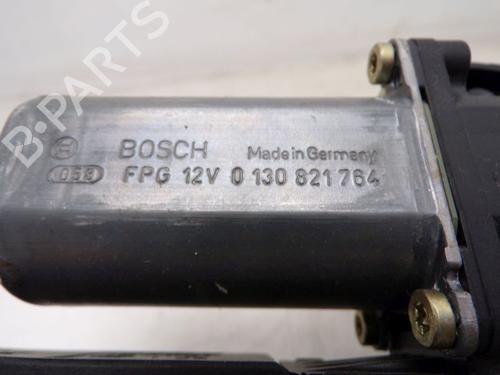 BOSCH Made in Germany
058 FPG 12V 0 130 821 764
B-PARTS